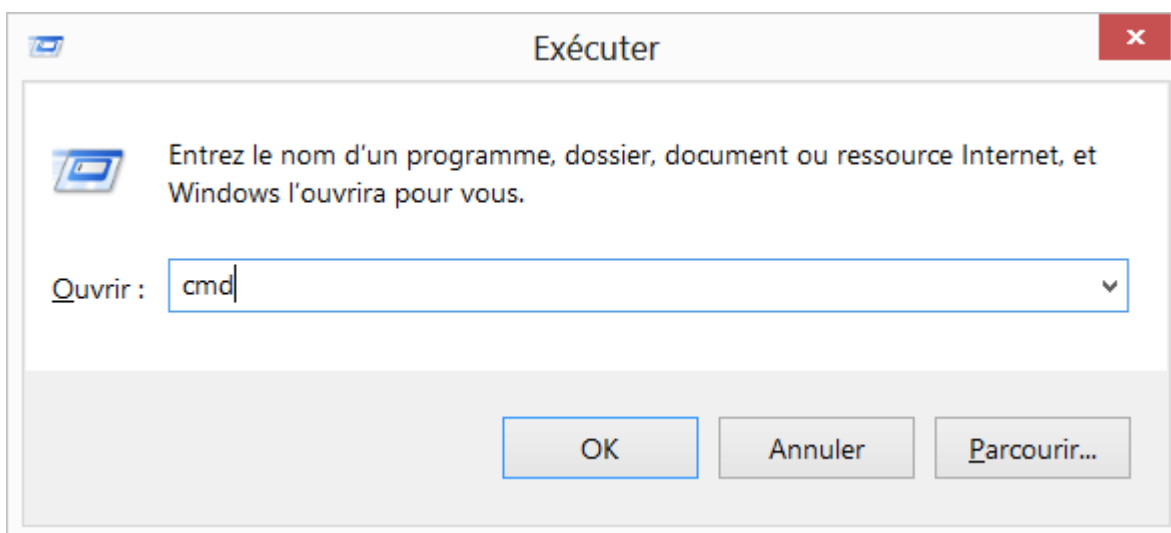 Exécuter
Entrez le nom d’un programme, dossier, document ou ressource Internet, et
Windows l’ouvrira pour vous.
Ouvrir : cmd
OK Annuler Parcourir...